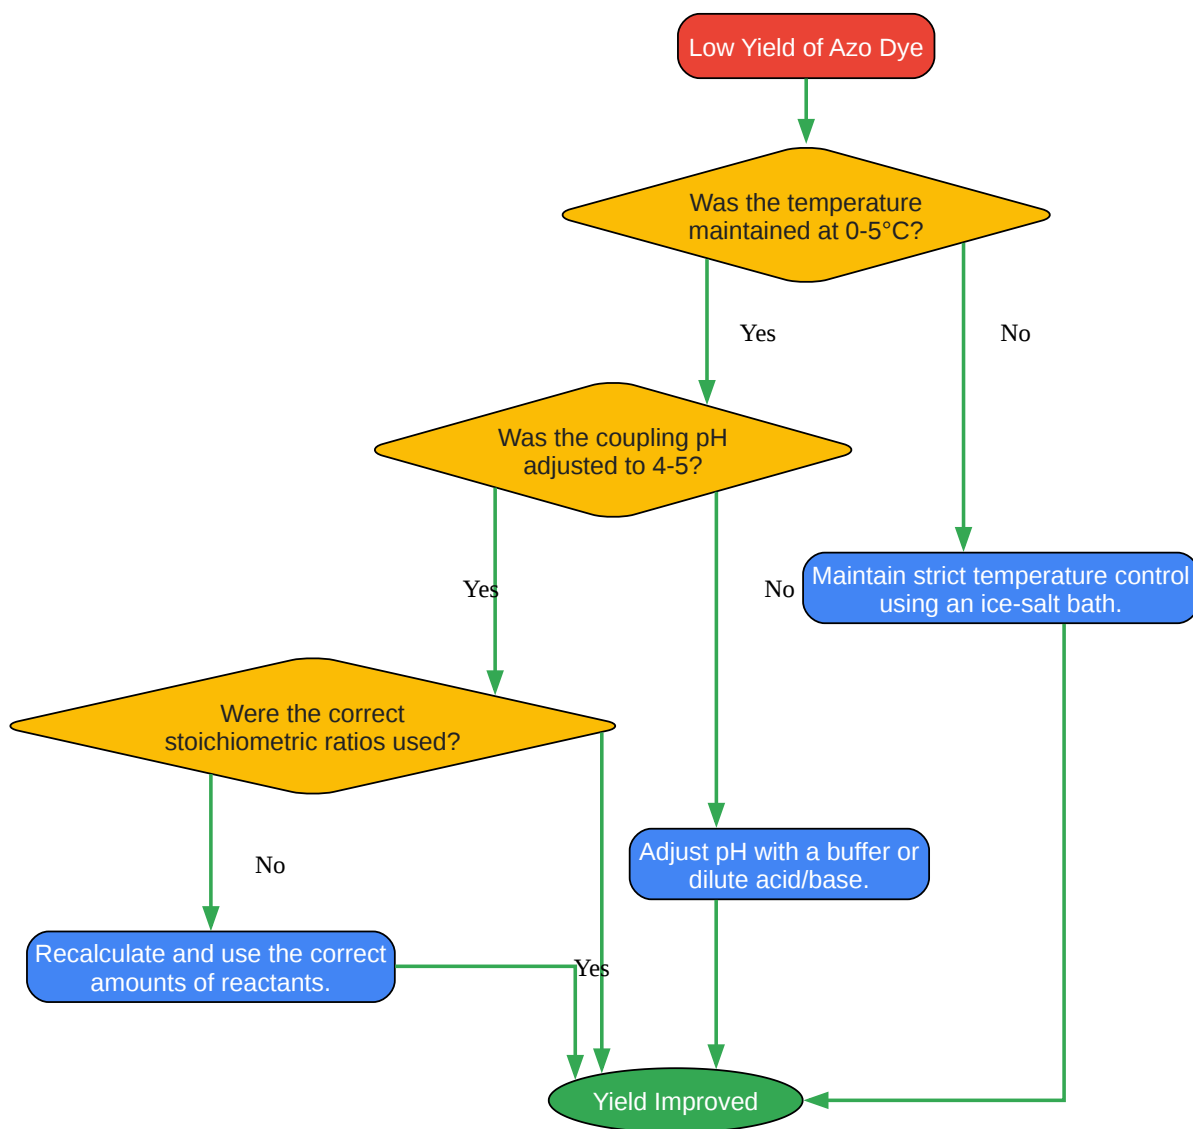 Low Yield of Azo Dye
Was the temperature
maintained at 0-5°C?
Yes
No
Was the coupling pH
adjusted to 4-5?
Yes
No
Maintain strict temperature control
using an ice-salt bath.
Were the correct
stoichiometric ratios used?
No
Adjust pH with a buffer or
dilute acid/base.
Recalculate and use the correct
amounts of reactants.
Yes
Yield Improved